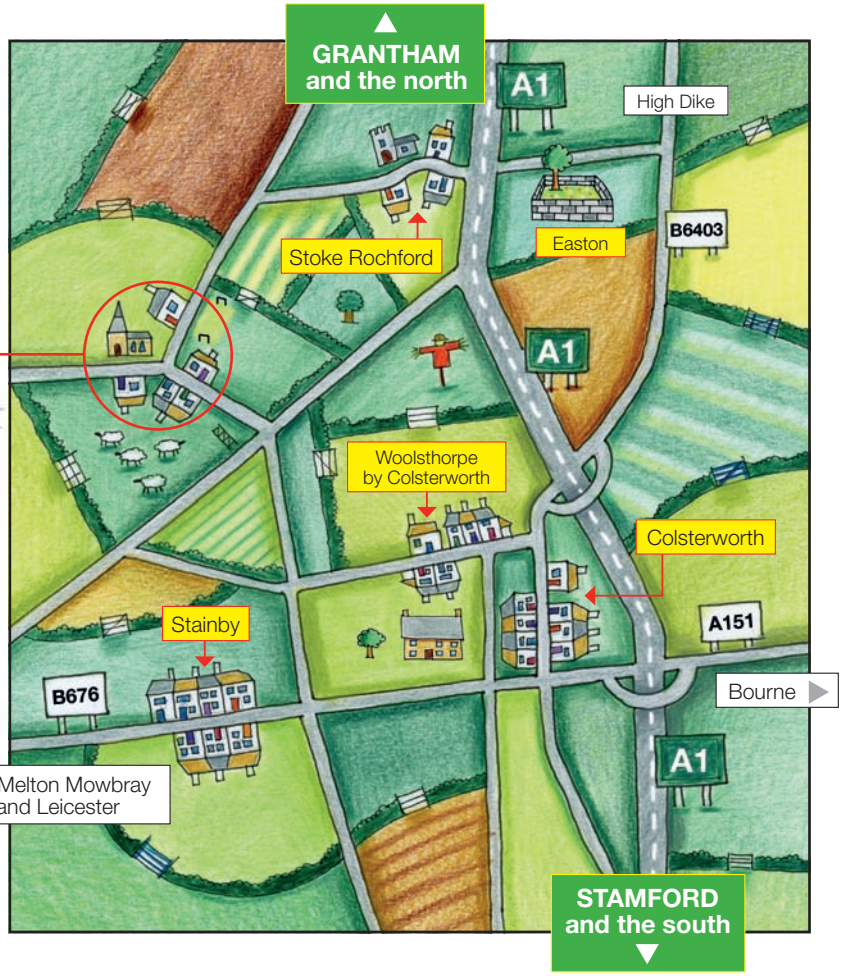 GRANTHAM
and the north
A1
High Dike
B6403
Stoke Rochford
Easton
A1
Woolsthorpe
by Colsterworth
Colsterworth
Stainby
A151
B676
Bourne
Melton Mowbray
and Leicester
A1
STAMFORD
and the south